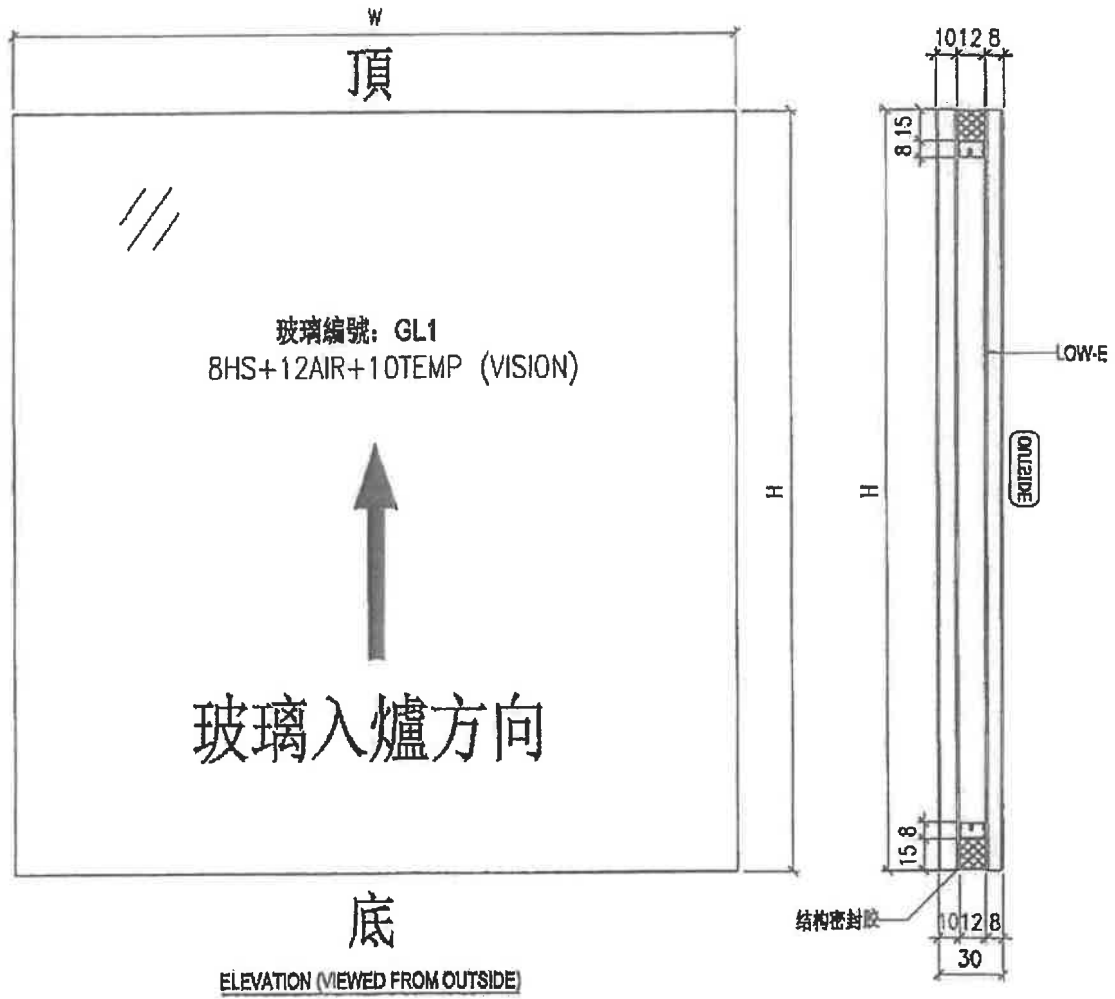 W
頂
玻璃編號: GL1
8HS+12AIR+10TEMP (VISION)
玻璃入爐方向
H
底
ELEVATION (VIEWED FROM OUTSIDE)
10 12 8
15
8
H
LOW-E
OUTSIDE
8
15
结构密封胶
10 12 8
30